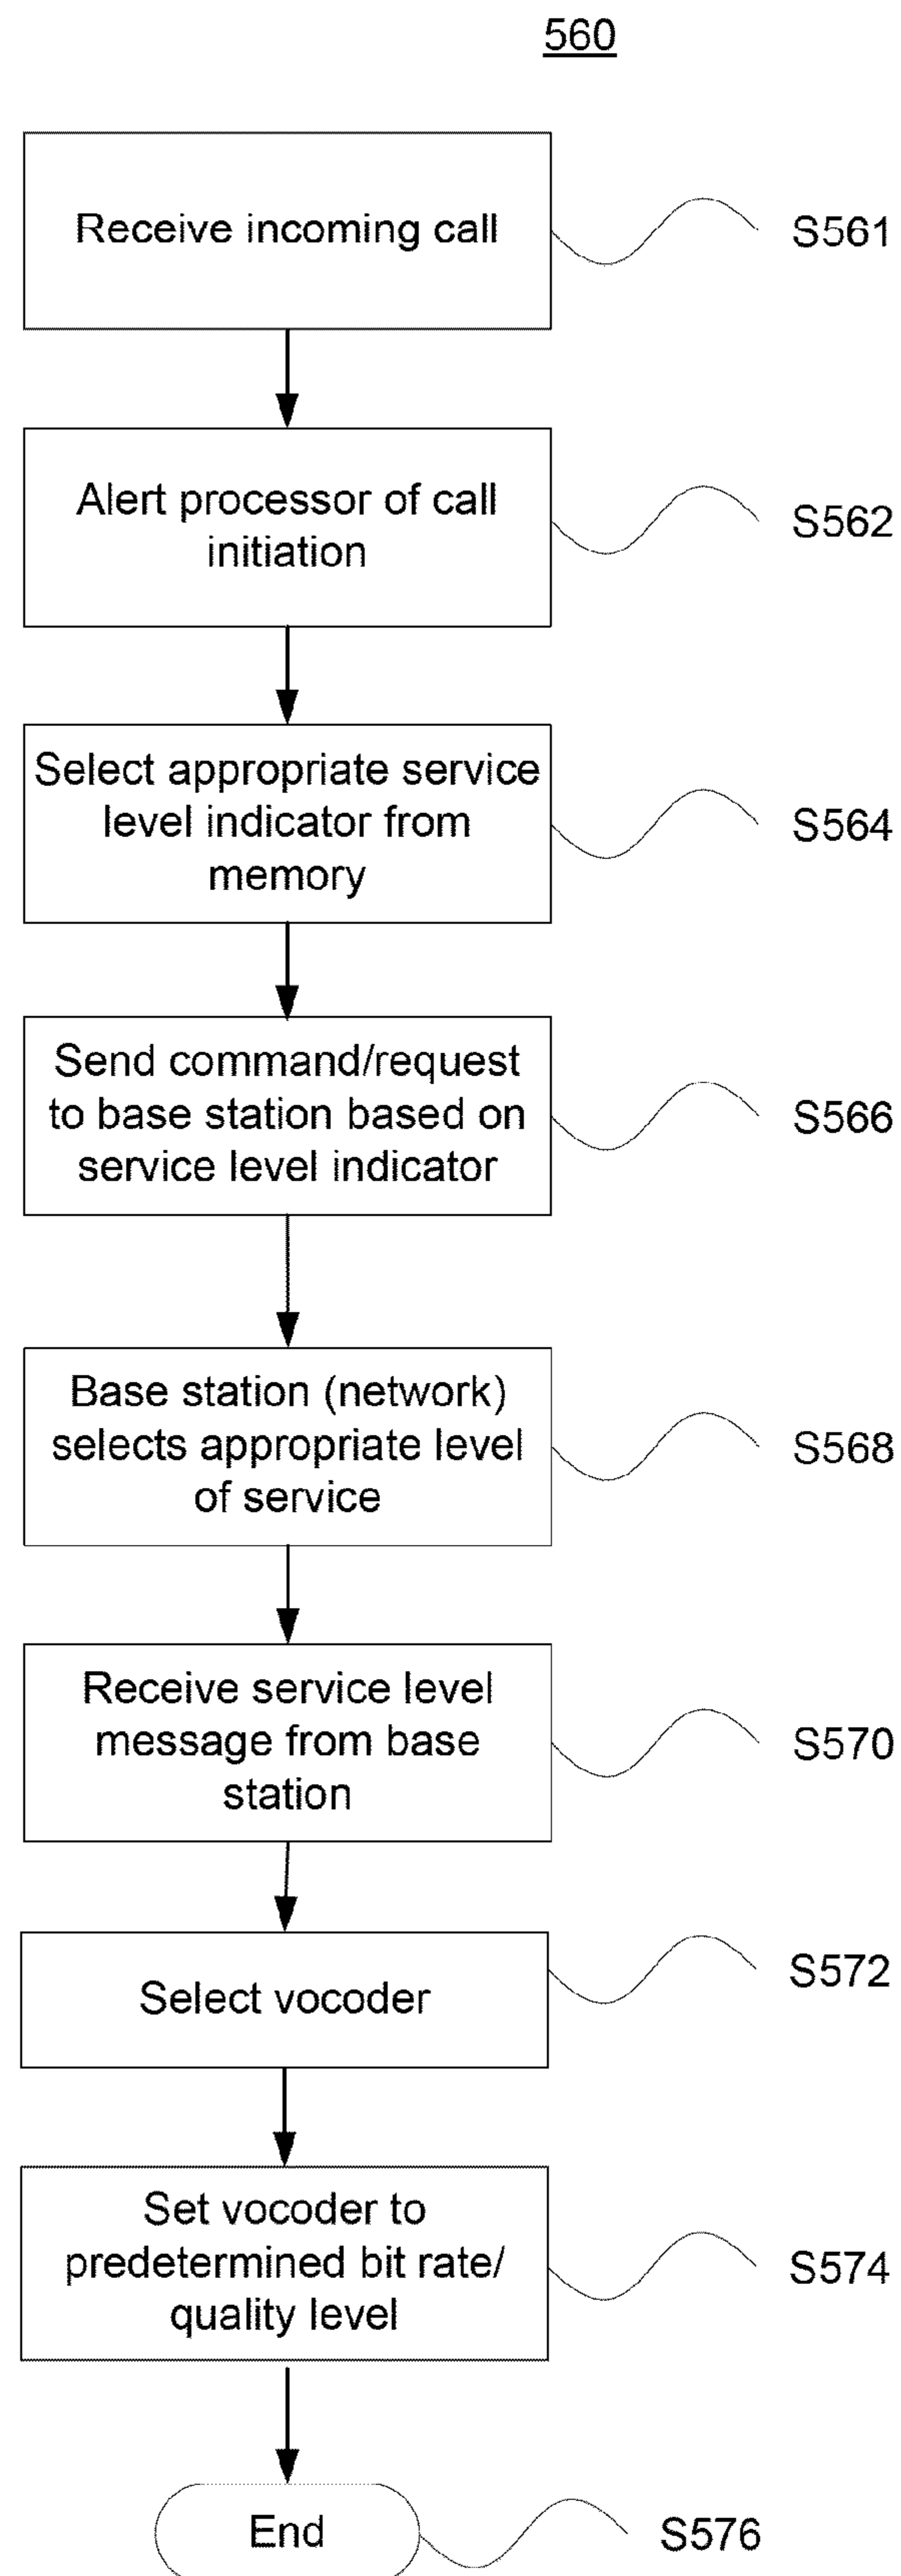 560
Receive incoming call
S561
Alert processor of call
initiation
S562
Select appropriate service
level indicator from
memory
S564
Send command/request
to base station based on
service level indicator
S566
Base station (network)
selects appropriate level
of service
S568
Receive service level
message from base
station
S570
Select vocoder
S572
Set vocoder to
predetermined bit rate/
quality level
S574
End
S576